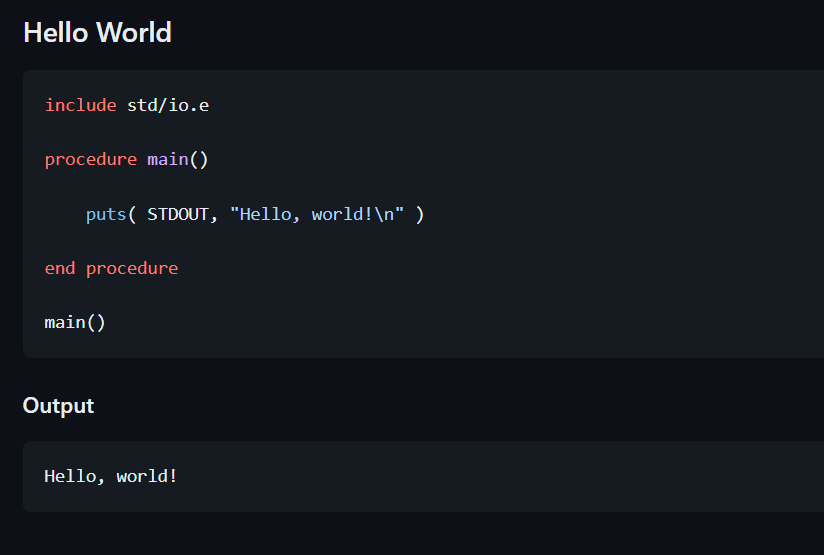 Hello World
include std/io.e
procedure main()
puts( STDOUT, "Hello, world!\n" )
end procedure
main()
Output
Hello, world!